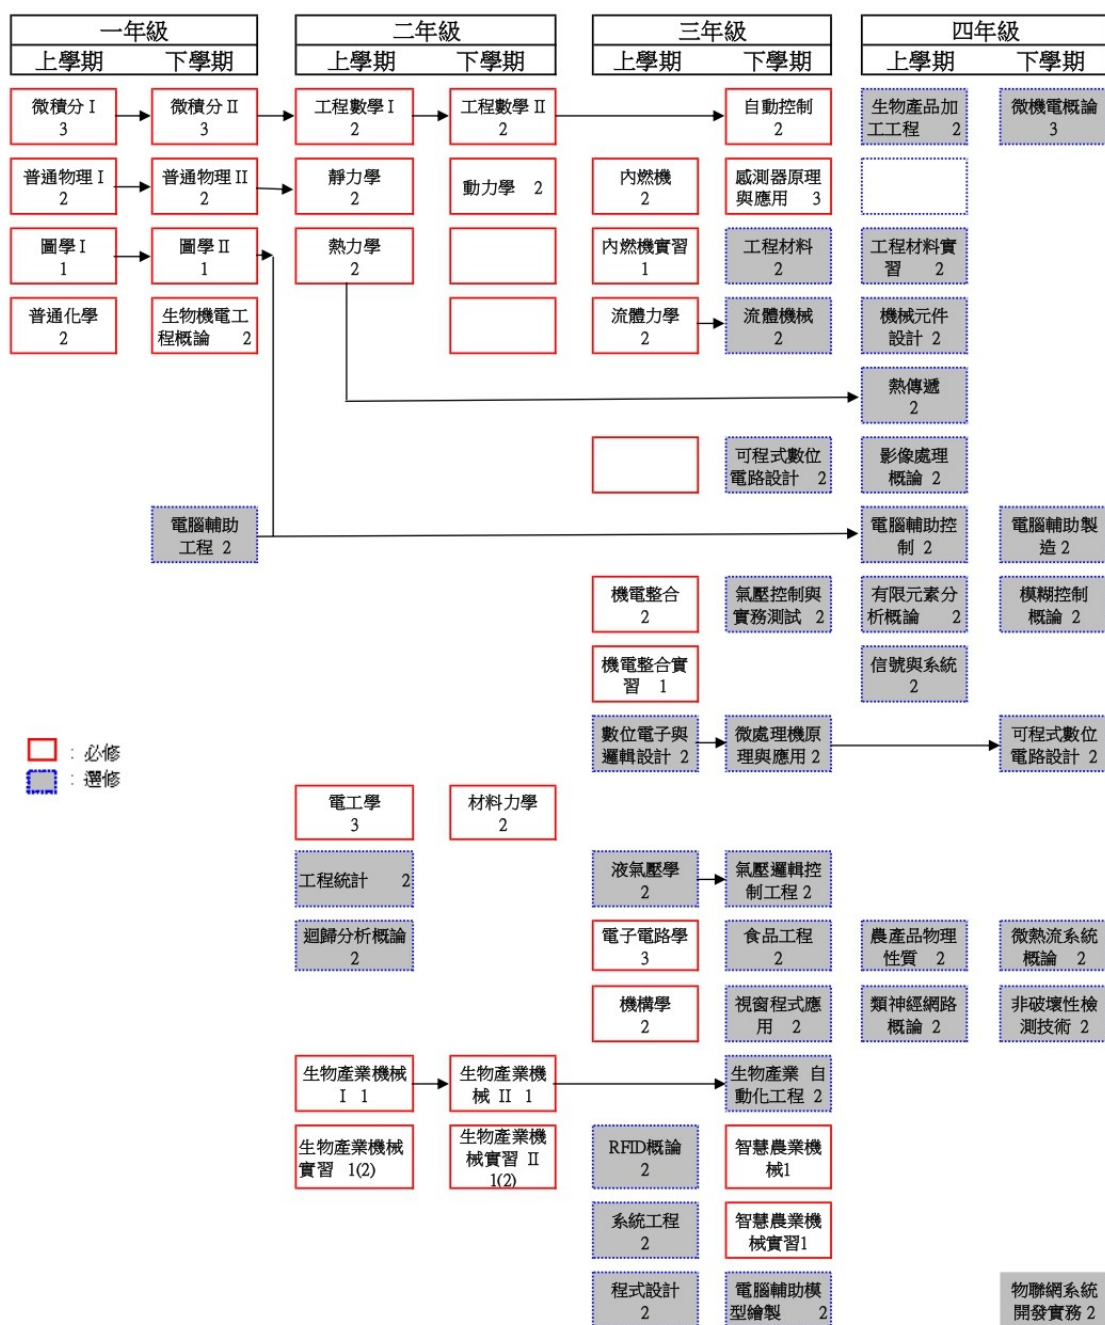 一年級 二年級 三年級 四年級
上學期 下學期 上學期 下學期 上學期 下學期 上學期 下學期
微積分 I
3
微積分 II
3
工程數學 I
2
工程數學 II
2
自動控制
2
生物產品加
工工程 2
微機電概論
3
普通物理 I
2
普通物理 II
2
靜力學
2
動力學 2
內燃機
2
感測器原理
與應用 3
圖學 I
1
圖學 II
1
熱力學
2
內燃機實習
1
工程材料
2
工程材料實
習 2
普通化學
2
生物機電工
程概論 2
流體力學
2
流體機械
2
機械元件
設計 2
熱傳遞
2
可程式數位
電路設計 2
影像處理
概論 2
電腦輔助
工程 2
電腦輔助控
制 2
電腦輔助製
造 2
機電整合
2
氣壓控制與
實務測試 2
有限元素分
析概論 2
模糊控制
概論 2
機電整合實
習 1
信號與系統
2
數位電子與
邏輯設計 2
微處理機原
理與應用 2
可程式數位
電路設計 2
：必修
：選修
電工學
3
材料力學
2
工程統計 2
液氣壓學
2
氣壓邏輯控
制工程 2
迴歸分析概論
2
電子電路學
3
食品工程
2
農產品物理
性質 2
微熱流系統
概論 2
機構學
2
視窗程式應
用 2
類神經網路
概論 2
非破壞性檢
測技術 2
生物產業機械
I 1
生物產業機
械 II 1
生物產業 自
動化工程 2
生物產業機械
實習 1(2)
生物產業機
械實習 II
1(2)
RFID概論
2
智慧農業機
械1
系統工程
2
智慧農業機
械實習1
程式設計
2
電腦輔助模
型繪製 2
物聯網系統
開發實務 2